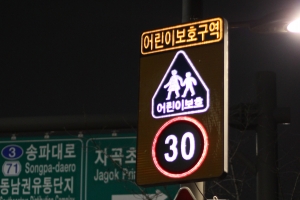 어린이보호구역
어린이보호
30
3 송파대로
71 Songpa-daero
동남권유통단지
자곡초
Jagok Pri